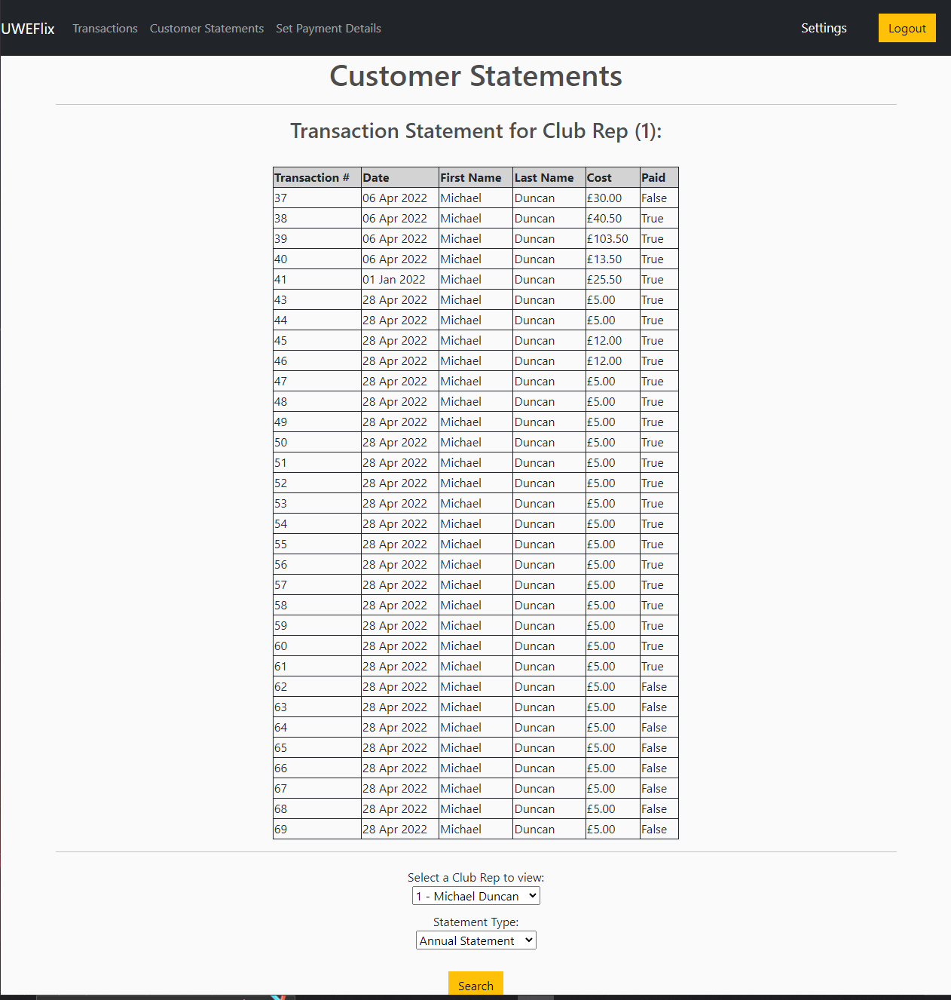 UWEFlix Transactions Customer Statements Set Payment Details Settings Logout
Customer Statements
Transaction Statement for Club Rep (1):
Transaction # Date First Name Last Name Cost Paid
37 06 Apr 2022 Michael Duncan £30.00 False
38 06 Apr 2022 Michael Duncan £40.50 True
39 06 Apr 2022 Michael Duncan £103.50 True
40 06 Apr 2022 Michael Duncan £13.50 True
41 01 Jan 2022 Michael Duncan £25.50 True
43 28 Apr 2022 Michael Duncan £5.00 True
44 28 Apr 2022 Michael Duncan £5.00 True
45 28 Apr 2022 Michael Duncan £12.00 True
46 28 Apr 2022 Michael Duncan £12.00 True
47 28 Apr 2022 Michael Duncan £5.00 True
48 28 Apr 2022 Michael Duncan £5.00 True
49 28 Apr 2022 Michael Duncan £5.00 True
50 28 Apr 2022 Michael Duncan £5.00 True
51 28 Apr 2022 Michael Duncan £5.00 True
52 28 Apr 2022 Michael Duncan £5.00 True
53 28 Apr 2022 Michael Duncan £5.00 True
54 28 Apr 2022 Michael Duncan £5.00 True
55 28 Apr 2022 Michael Duncan £5.00 True
56 28 Apr 2022 Michael Duncan £5.00 True
57 28 Apr 2022 Michael Duncan £5.00 True
58 28 Apr 2022 Michael Duncan £5.00 True
59 28 Apr 2022 Michael Duncan £5.00 True
60 28 Apr 2022 Michael Duncan £5.00 True
61 28 Apr 2022 Michael Duncan £5.00 True
62 28 Apr 2022 Michael Duncan £5.00 False
63 28 Apr 2022 Michael Duncan £5.00 False
64 28 Apr 2022 Michael Duncan £5.00 False
65 28 Apr 2022 Michael Duncan £5.00 False
66 28 Apr 2022 Michael Duncan £5.00 False
67 28 Apr 2022 Michael Duncan £5.00 False
68 28 Apr 2022 Michael Duncan £5.00 False
69 28 Apr 2022 Michael Duncan £5.00 False
Select a Club Rep to view:
1 - Michael Duncan
Statement Type:
Annual Statement
Search